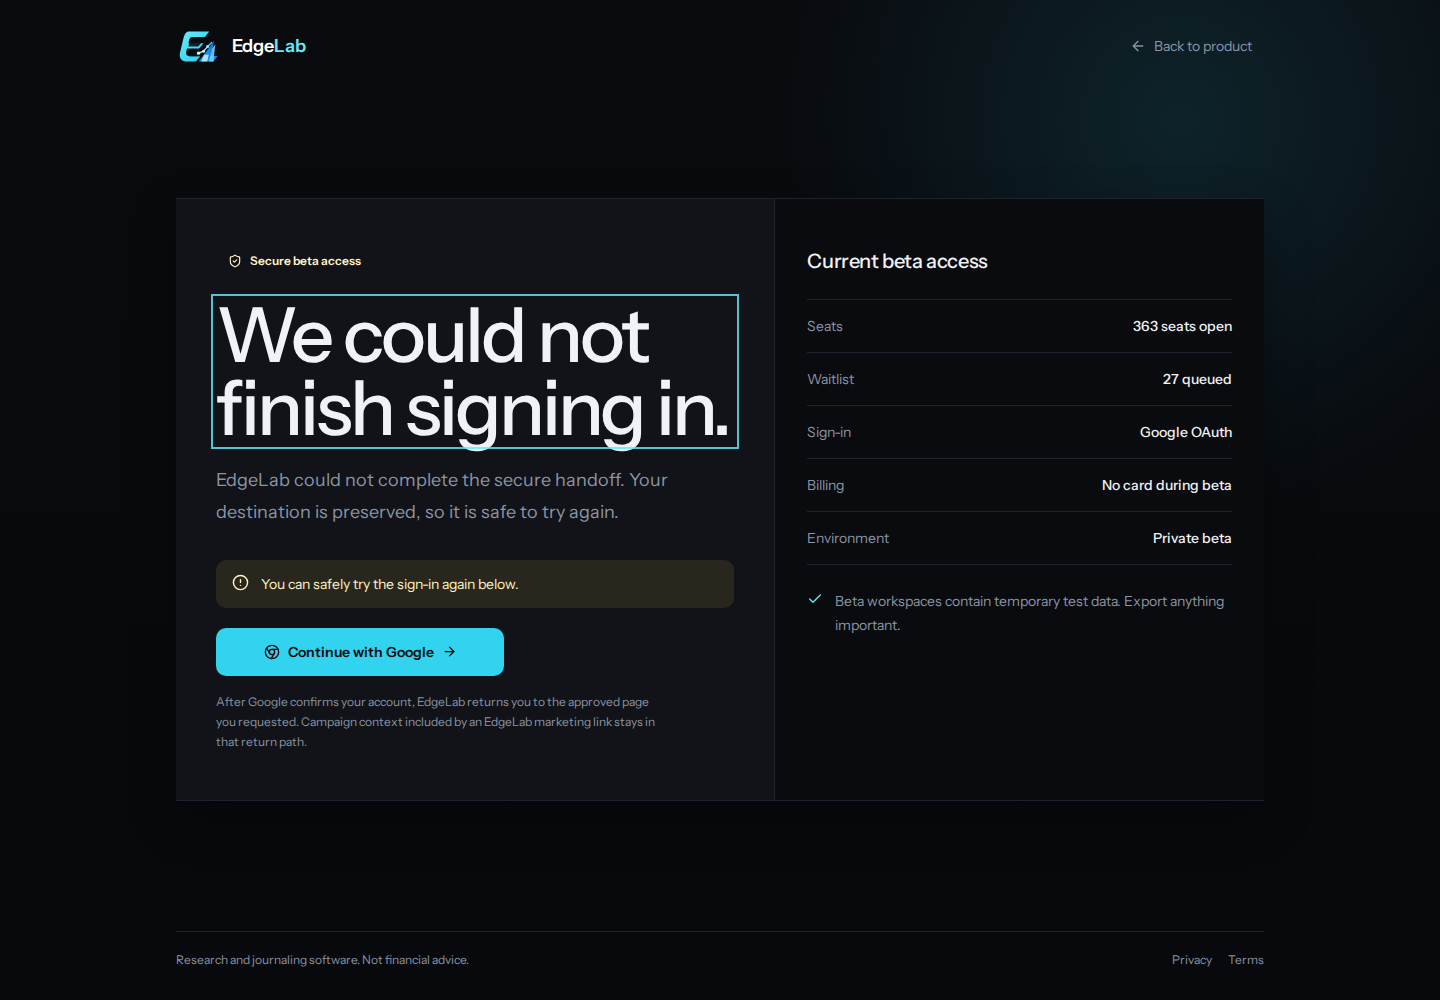 EdgeLab
Back to product
Secure beta access
We could not
finish signing in.
EdgeLab could not complete the secure handoff. Your
destination is preserved, so it is safe to try again.
You can safely try the sign-in again below.
Continue with Google
After Google confirms your account, EdgeLab returns you to the approved page
you requested. Campaign context included by an EdgeLab marketing link stays in
that return path.
Current beta access
Seats 363 seats open
Waitlist 27 queued
Sign-in Google OAuth
Billing No card during beta
Environment Private beta
Beta workspaces contain temporary test data. Export anything
important.
Research and journaling software. Not financial advice.
Privacy Terms